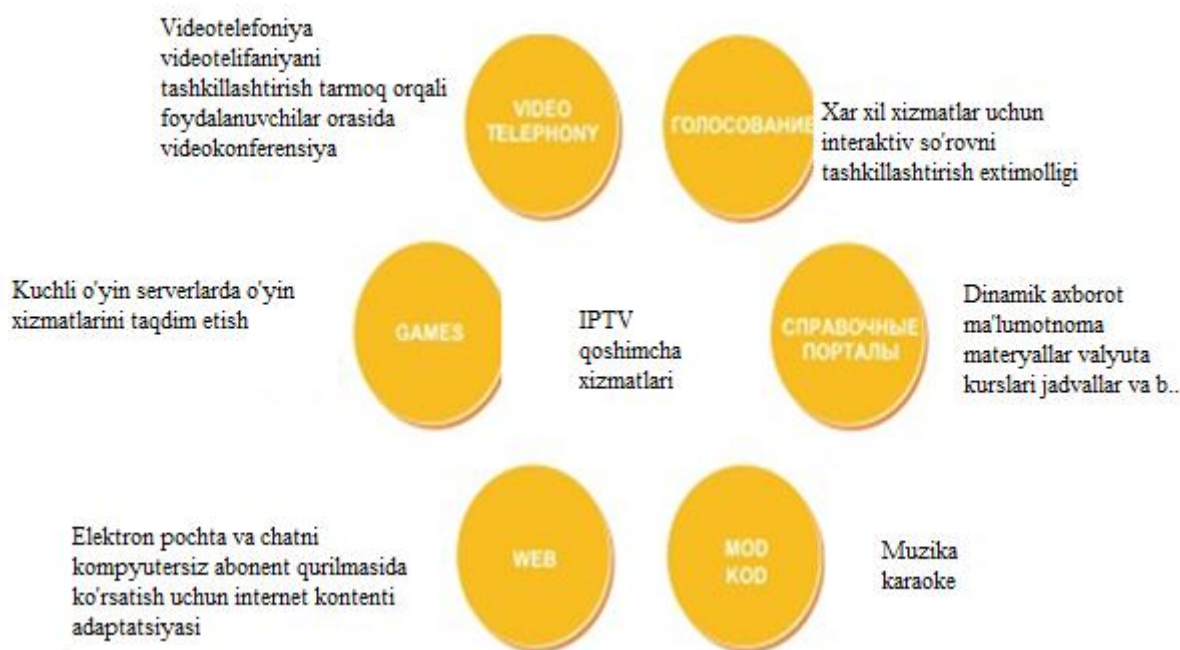 Videotelefoniya
videotelifaniyani
tashkillashtirish tarmoq orqali
foydalanuvchilar orasida
videokonferensiya
VIDEO
TELEPHONY
ГОЛОСОВАНИЕ
Xar xil xizmatlar uchun
interaktiv so'rovni
tashkillashtirish extimolligi
Kuchli o'yin serverlarda o'yin
xizmatlarini taqdim etish
GAMES
IPTV
qoshimcha
xizmatlari
СПРАВОЧНЫЕ
ПОРТАЛЫ
Dinamik axborot
ma'lumotnoma
materyallar valyuta
kurslari jadvallar va b..
Elektron pochta va chatni
kompyutersiz abonent qurilmasida
ko'rsatish uchun internet kontenti
adaptatsiyasi
WEB
MOD
KOD
Muzika
karaoke